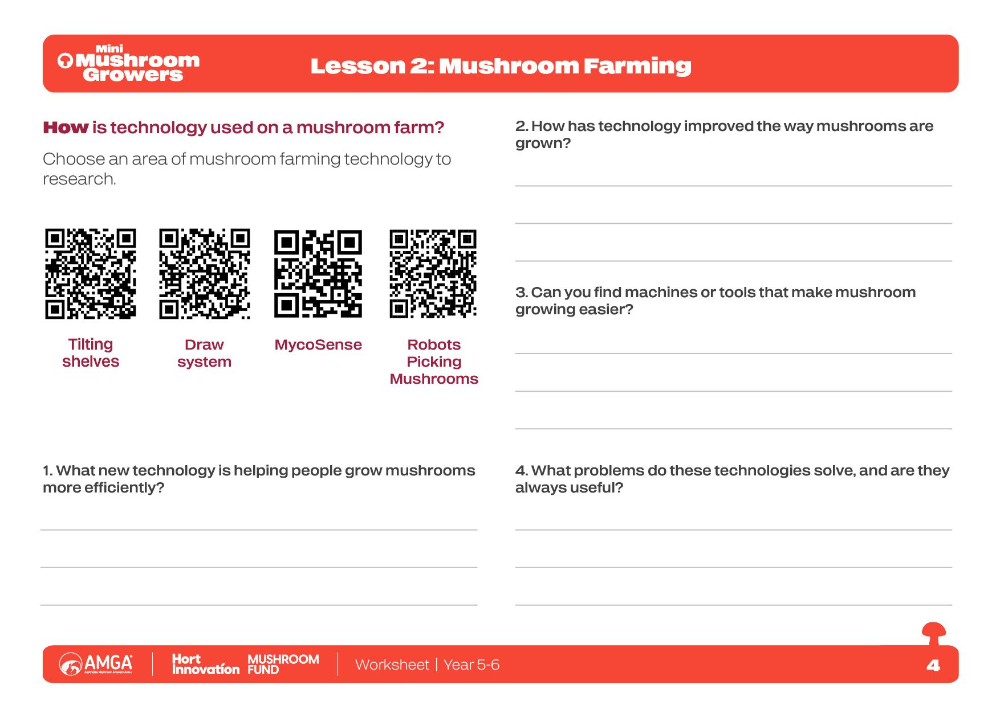 Mini
Mushroom
Growers
Lesson 2: Mushroom Farming
How is technology used on a mushroom farm?
Choose an area of mushroom farming technology to
research.
Tilting
shelves
Draw
system
MycoSense
Robots
Picking
Mushrooms
1. What new technology is helping people grow mushrooms
more efficiently?
2. How has technology improved the way mushrooms are
grown?
3. Can you find machines or tools that make mushroom
growing easier?
4. What problems do these technologies solve, and are they
always useful?
AMGA
Australian Mushroom Growers' Assoc
Hort
Innovation
MUSHROOM
FUND
Worksheet | Year 5-6
4